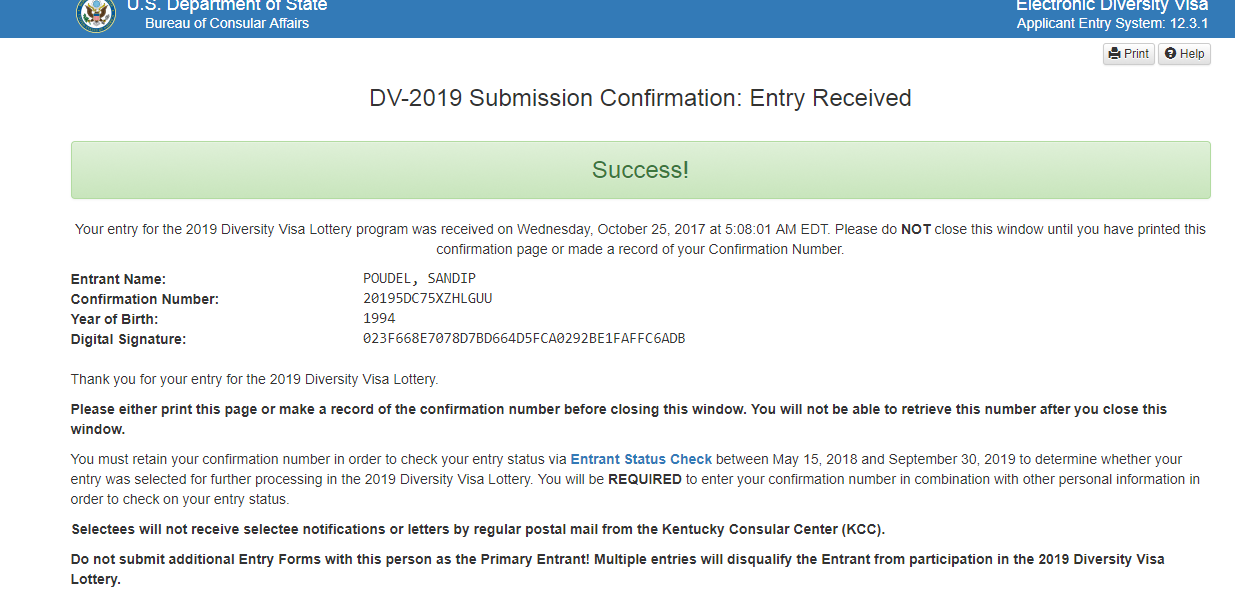 U.S. Department of State
Bureau of Consular Affairs
Electronic Diversity Visa
Applicant Entry System: 12.3.1
Print
Help
DV-2019 Submission Confirmation: Entry Received
Success!
Your entry for the 2019 Diversity Visa Lottery program was received on Wednesday, October 25, 2017 at 5:08:01 AM EDT. Please do NOT close this window until you have printed this
confirmation page or made a record of your Confirmation Number.
Entrant Name: POUDEL, SANDIP
Confirmation Number: 20195DC75XZHLGUU
Year of Birth: 1994
Digital Signature: 023F668E7078D7BD664D5FCA0292BE1FAFFC6ADB
Thank you for your entry for the 2019 Diversity Visa Lottery.
Please either print this page or make a record of the confirmation number before closing this window. You will not be able to retrieve this number after you close this
window.
You must retain your confirmation number in order to check your entry status via Entrant Status Check between May 15, 2018 and September 30, 2019 to determine whether your
entry was selected for further processing in the 2019 Diversity Visa Lottery. You will be REQUIRED to enter your confirmation number in combination with other personal information in
order to check on your entry status.
Selectees will not receive selectee notifications or letters by regular postal mail from the Kentucky Consular Center (KCC).
Do not submit additional Entry Forms with this person as the Primary Entrant! Multiple entries will disqualify the Entrant from participation in the 2019 Diversity Visa
Lottery.